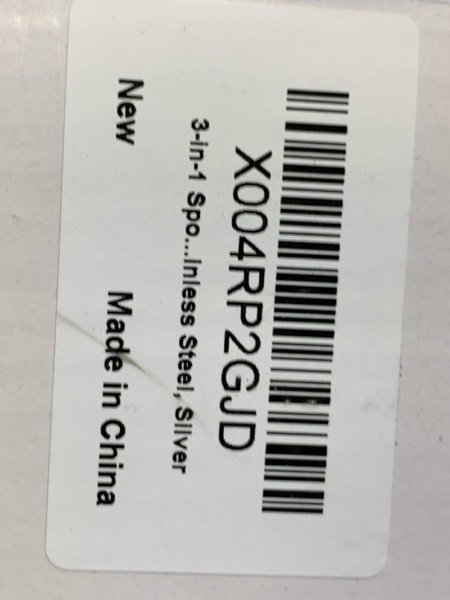 X004RP2GJD
3-in-1 Spo...inless Steel, Silver
New
Made in China